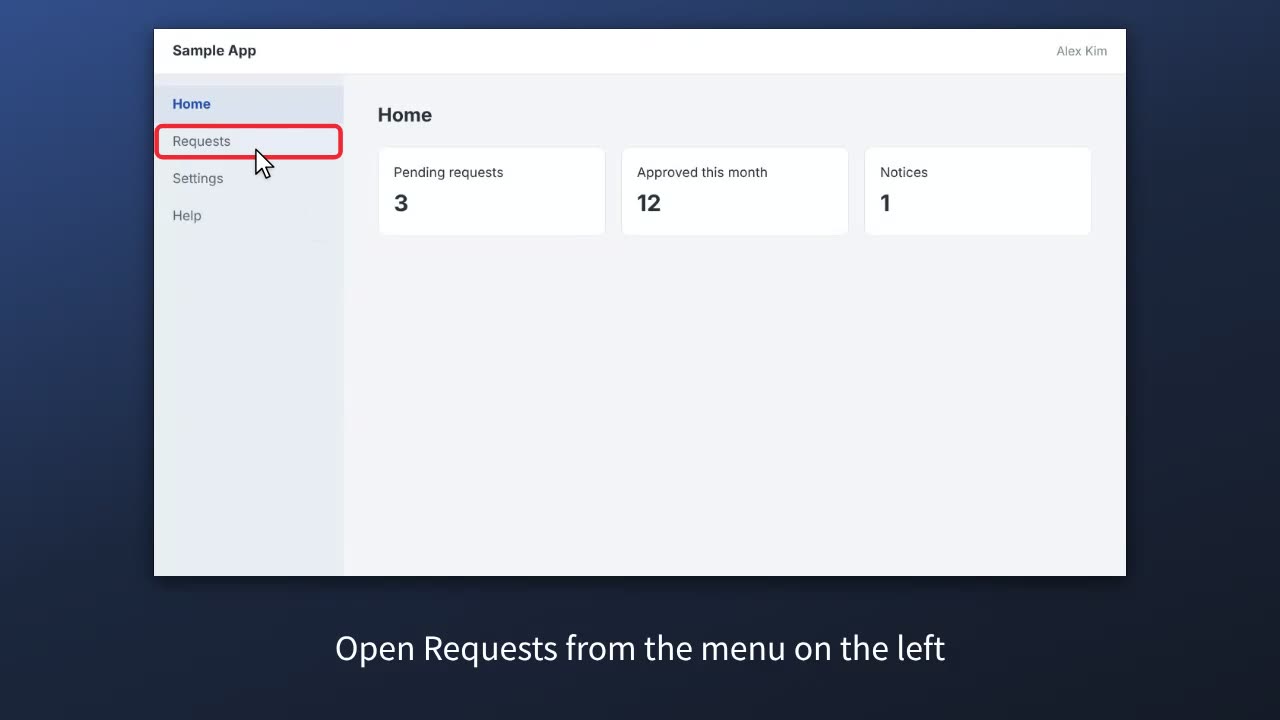 Sample App
Alex Kim
Home
Requests
Settings
Help
Home
Pending requests
3
Approved this month
12
Notices
1
Open Requests from the menu on the left